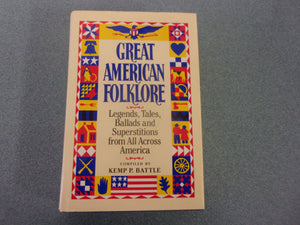 GREAT
AMERICAN
FOLKLORE
Legends, Tales,
Ballads and
Superstitions
from All Across
America
COMPILED BY
KEMP P. BATTLE